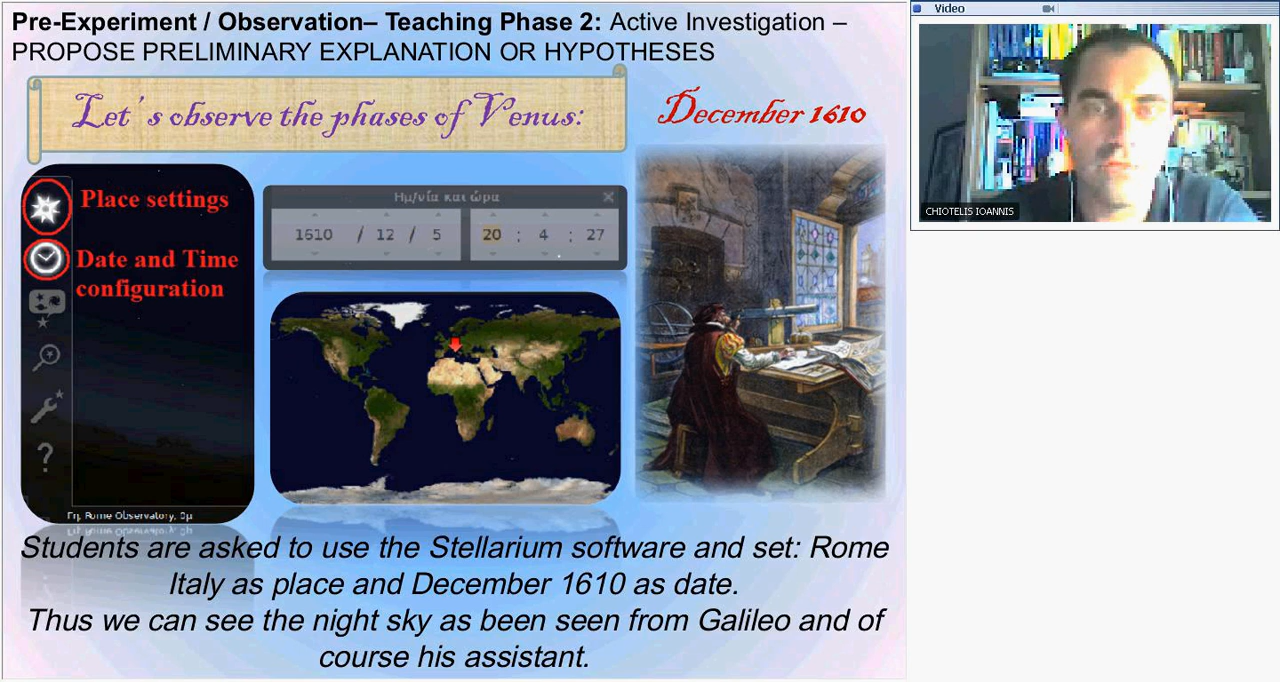 Pre-Experiment / Observation– Teaching Phase 2: Active Investigation –
PROPOSE PRELIMINARY EXPLANATION OR HYPOTHESES
Let's observe the phases of Venus:
December 1610
Place settings
Date and Time
configuration
Ημ/νία και ώρα
1610 / 12 / 5 20 : 4 : 27
Γη, Rome Observatory, 0μ
Students are asked to use the Stellarium software and set: Rome
Italy as place and December 1610 as date.
Thus we can see the night sky as been seen from Galileo and of
course his assistant.
Video
CHIOTELIS IOANNIS